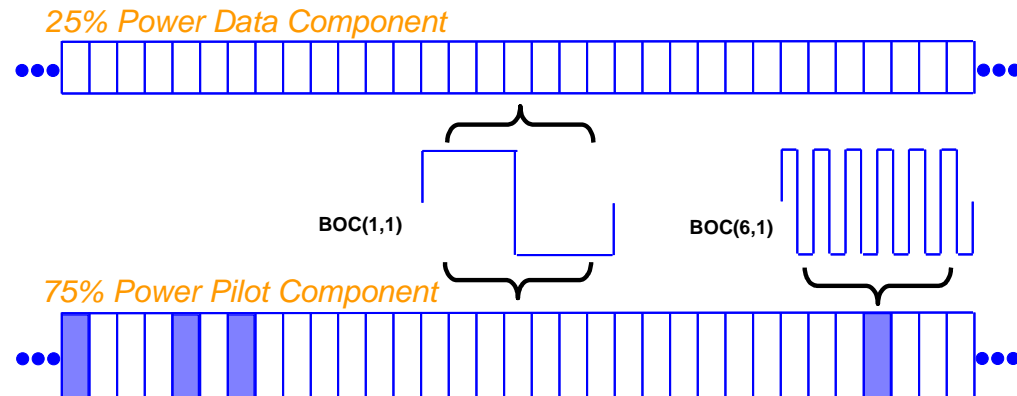 25% Power Data Component
BOC(1,1)
BOC(6,1)
75% Power Pilot Component